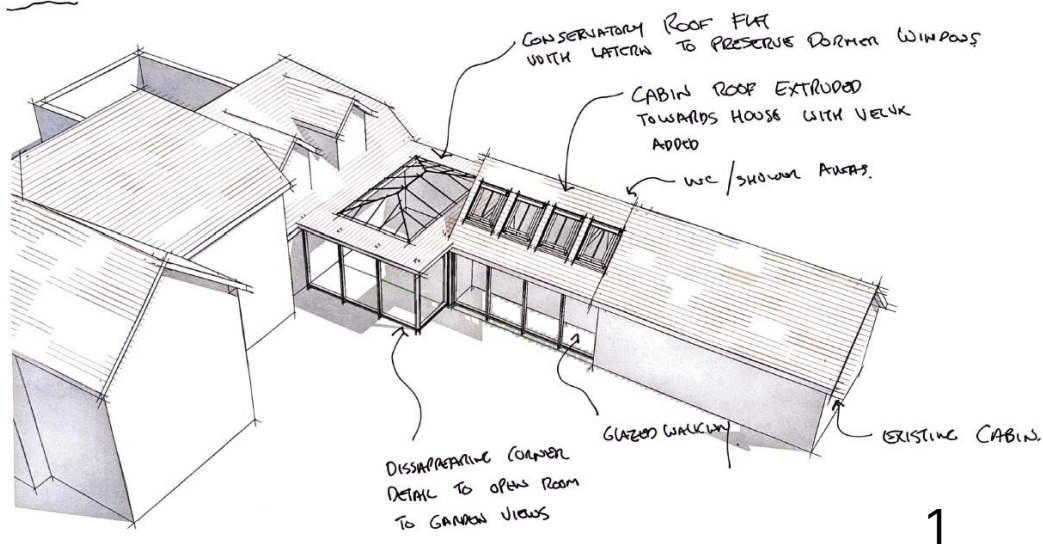 CONSERVATORY ROOF FLAT
WITH LATERN TO PRESERVE DORMER WINDOWS
CABIN ROOF EXTRUDED
TOWARDS HOUSE WITH VELUX
ADDED
WC / SHOWER AREAS.
EXISTING CABIN.
GLAZED WALKWAY
DISSAPPEARING CORNER
DETAIL TO OPEN ROOM
TO GARDEN VIEWS
1